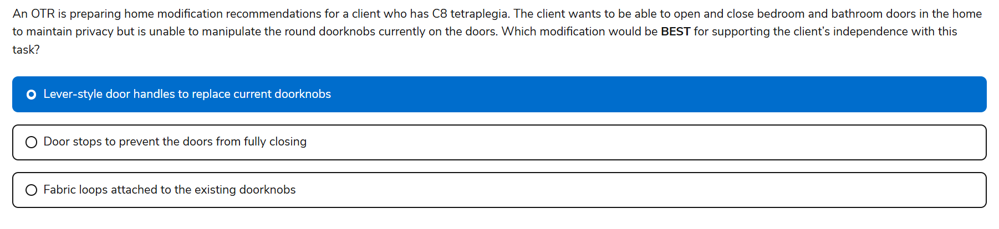 An OTR is preparing home modification recommendations for a client who has C8 tetraplegia. The client wants to be able to open and close bedroom and bathroom doors in the home
to maintain privacy but is unable to manipulate the round doorknobs currently on the doors. Which modification would be BEST for supporting the client’s independence with this
task?
Lever-style door handles to replace current doorknobs
Door stops to prevent the doors from fully closing
Fabric loops attached to the existing doorknobs